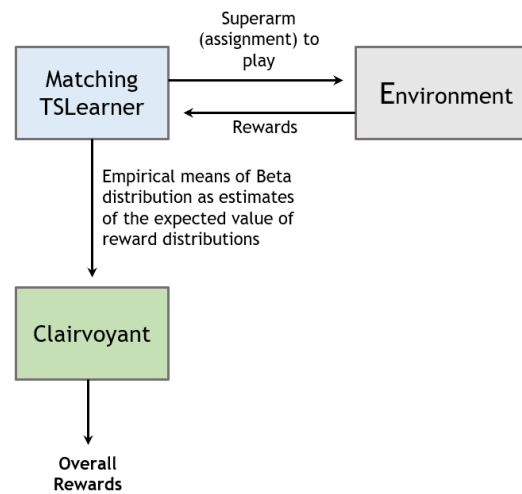 Superarm
(assignment) to
play
Matching
TSLearner
Environment
Rewards
Empirical means of Beta
distribution as estimates
of the expected value of
reward distributions
Clairvoyant
Overall
Rewards